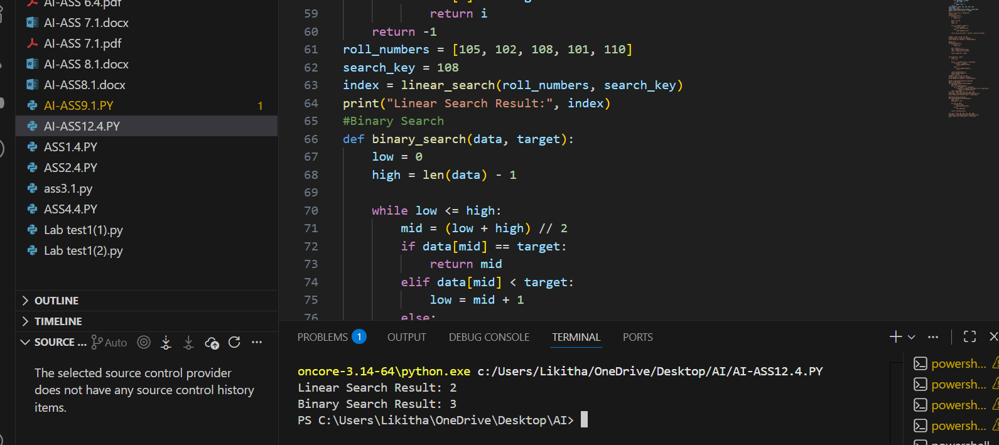 AI-ASS 6.4.pdf
AI-ASS 7.1.docx
AI-ASS 7.1.pdf
AI-ASS 8.1.docx
AI-ASS8.1.docx
AI-ASS9.1.PY 1
AI-ASS12.4.PY
ASS1.4.PY
ASS2.4.PY
ass3.1.py
ASS4.4.PY
Lab test1(1).py
Lab test1(2).py
OUTLINE
TIMELINE
SOURCE ... Auto
The selected source control provider
does not have any source control history
items.
59 return i
60 return -1
61 roll_numbers = [105, 102, 108, 101, 110]
62 search_key = 108
63 index = linear_search(roll_numbers, search_key)
64 print("Linear Search Result:", index)
65 #Binary Search
66 def binary_search(data, target):
67 low = 0
68 high = len(data) - 1
69
70 while low <= high:
71 mid = (low + high) // 2
72 if data[mid] == target:
73 return mid
74 elif data[mid] < target:
75 low = mid + 1
76 else:
PROBLEMS 1 OUTPUT DEBUG CONSOLE TERMINAL PORTS
oncore-3.14-64\python.exe c:/Users/Likitha/OneDrive/Desktop/AI/AI-ASS12.4.PY
Linear Search Result: 2
Binary Search Result: 3
PS C:\Users\Likitha\OneDrive\Desktop\AI>
powersh...
powersh...
powersh...
powersh...
powershell